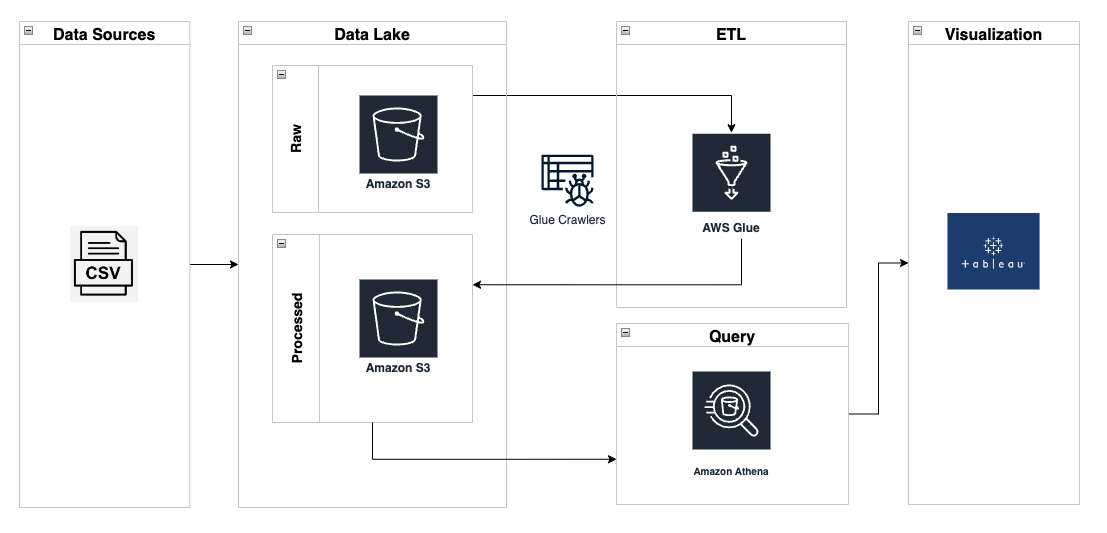 Data Sources
CSV
Data Lake
Raw
Amazon S3
Processed
Amazon S3
Glue Crawlers
ETL
AWS Glue
Query
Amazon Athena
Visualization
+ableau